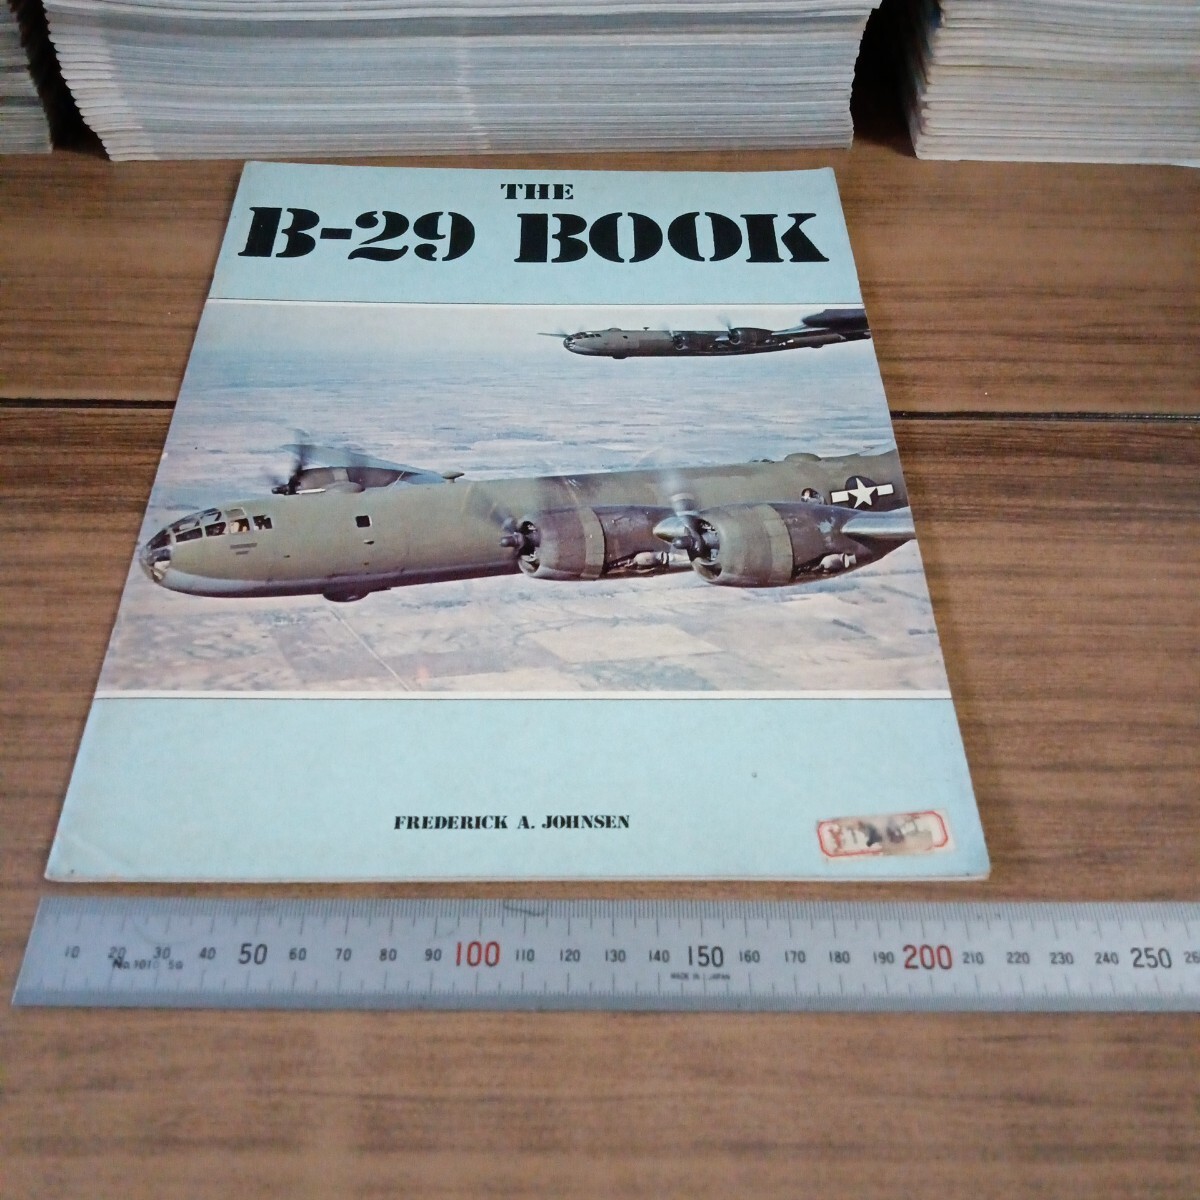 THE
B-29 BOOK
FREDERICK A. JOHNSEN
10 20 30 40 50 60 70 80 90 100 110 120 130 140 150 160 170 180 190 200 210 220 230 240 250
MADE IN JAPAN